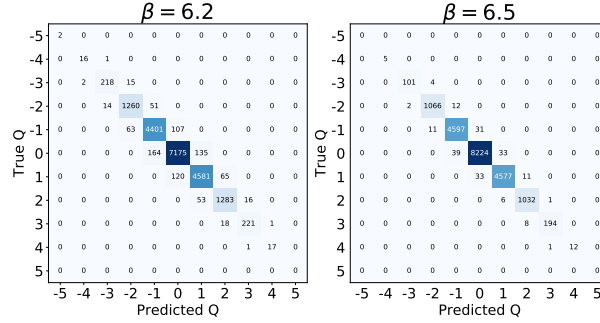 β = 6.2
-5 2 0 0 0 0 0 0 0 0 0 0
-4 0 16 1 0 0 0 0 0 0 0 0
-3 0 2 218 15 0 0 0 0 0 0 0
-2 0 0 14 1260 51 0 0 0 0 0 0
-1 0 0 0 63 4401 107 0 0 0 0 0
0 0 0 0 0 164 7175 135 0 0 0 0
1 0 0 0 0 0 120 4581 65 0 0 0
2 0 0 0 0 0 0 53 1283 16 0 0
3 0 0 0 0 0 0 0 18 221 1 0
4 0 0 0 0 0 0 0 0 1 17 0
5 0 0 0 0 0 0 0 0 0 0 0
-5 -4 -3 -2 -1 0 1 2 3 4 5
True Q
Predicted Q
β = 6.5
-5 0 0 0 0 0 0 0 0 0 0 0
-4 0 5 0 0 0 0 0 0 0 0 0
-3 0 0 101 4 0 0 0 0 0 0 0
-2 0 0 2 1066 12 0 0 0 0 0 0
-1 0 0 0 11 4597 31 0 0 0 0 0
0 0 0 0 0 39 8224 33 0 0 0 0
1 0 0 0 0 0 33 4577 11 0 0 0
2 0 0 0 0 0 0 6 1032 1 0 0
3 0 0 0 0 0 0 0 8 194 0 0
4 0 0 0 0 0 0 0 0 1 12 0
5 0 0 0 0 0 0 0 0 0 0 0
-5 -4 -3 -2 -1 0 1 2 3 4 5
True Q
Predicted Q